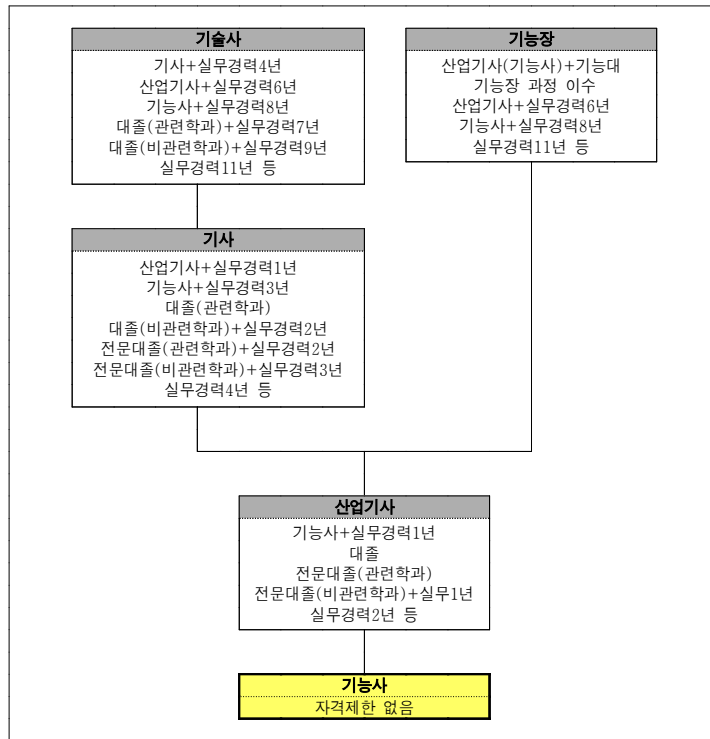 기술사
기사+실무경력4년
산업기사+실무경력6년
기능사+실무경력8년
대졸(관련학과)+실무경력7년
대졸(비관련학과)+실무경력9년
실무경력11년 등
기능장
산업기사(기능사)+기능대
기능장 과정 이수
산업기사+실무경력6년
기능사+실무경력8년
실무경력11년 등
기사
산업기사+실무경력1년
기능사+실무경력3년
대졸(관련학과)
대졸(비관련학과)+실무경력2년
전문대졸(관련학과)+실무경력2년
전문대졸(비관련학과)+실무경력3년
실무경력4년 등
산업기사
기능사+실무경력1년
대졸
전문대졸(관련학과)
전문대졸(비관련학과)+실무1년
실무경력2년 등
기능사
자격제한 없음